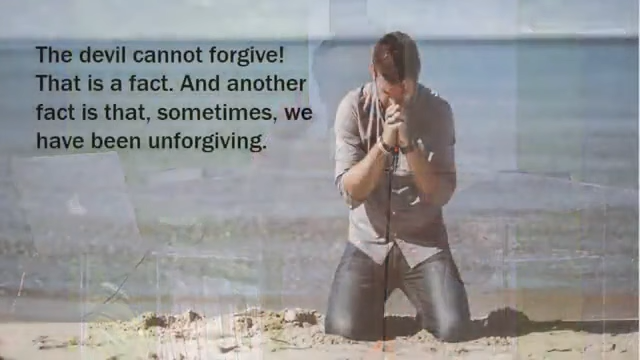 The devil cannot forgive!
That is a fact. And another
fact is that, sometimes, we
have been unforgiving.